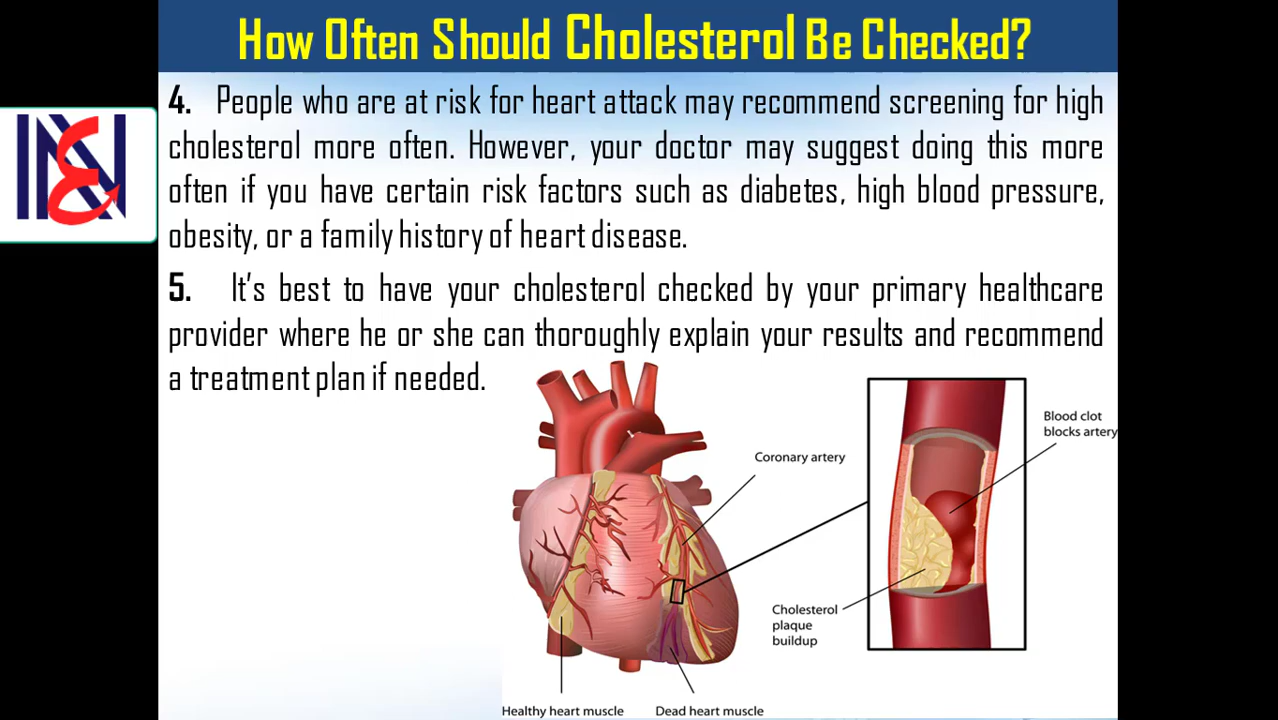 How Often Should Cholesterol Be Checked?
4. People who are at risk for heart attack may recommend screening for high
cholesterol more often. However, your doctor may suggest doing this more
often if you have certain risk factors such as diabetes, high blood pressure,
obesity, or a family history of heart disease.
5. It's best to have your cholesterol checked by your primary healthcare
provider where he or she can thoroughly explain your results and recommend
a treatment plan if needed.
Blood clot
blocks artery
Coronary artery
Cholesterol
plaque
buildup
Healthy heart muscle
Dead heart muscle